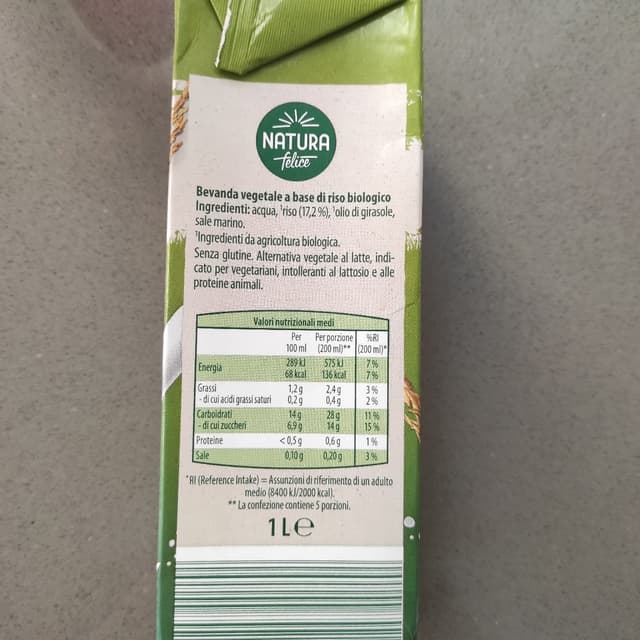 NATURA
felice
Bevanda vegetale a base di riso biologico
Ingredienti: acqua, ¹riso (17,2%), ¹olio di girasole,
sale marino.
¹Ingredienti da agricoltura biologica.
Senza glutine. Alternativa vegetale al latte, indi-
cato per vegetariani, intolleranti al lattosio e alle
proteine animali.
Valori nutrizionali medi
Per 100 ml Per porzione (200 ml)** %RI (200 ml)*
Energia 289 kJ 575 kJ 7%
68 kcal 136 kcal 7%
Grassi 1,2 g 2,4 g 3%
- di cui acidi grassi saturi 0,2 g 0,4 g 2%
Carboidrati 14 g 28 g 11%
- di cui zuccheri 6,9 g 14 g 15%
Proteine <0,5 g 0,6 g 1%
Sale 0,10 g 0,20 g 3%
*RI (Reference Intake) = Assunzioni di riferimento di un adulto
medio (8400 kJ/2000 kcal).
** La confezione contiene 5 porzioni.
1L℮